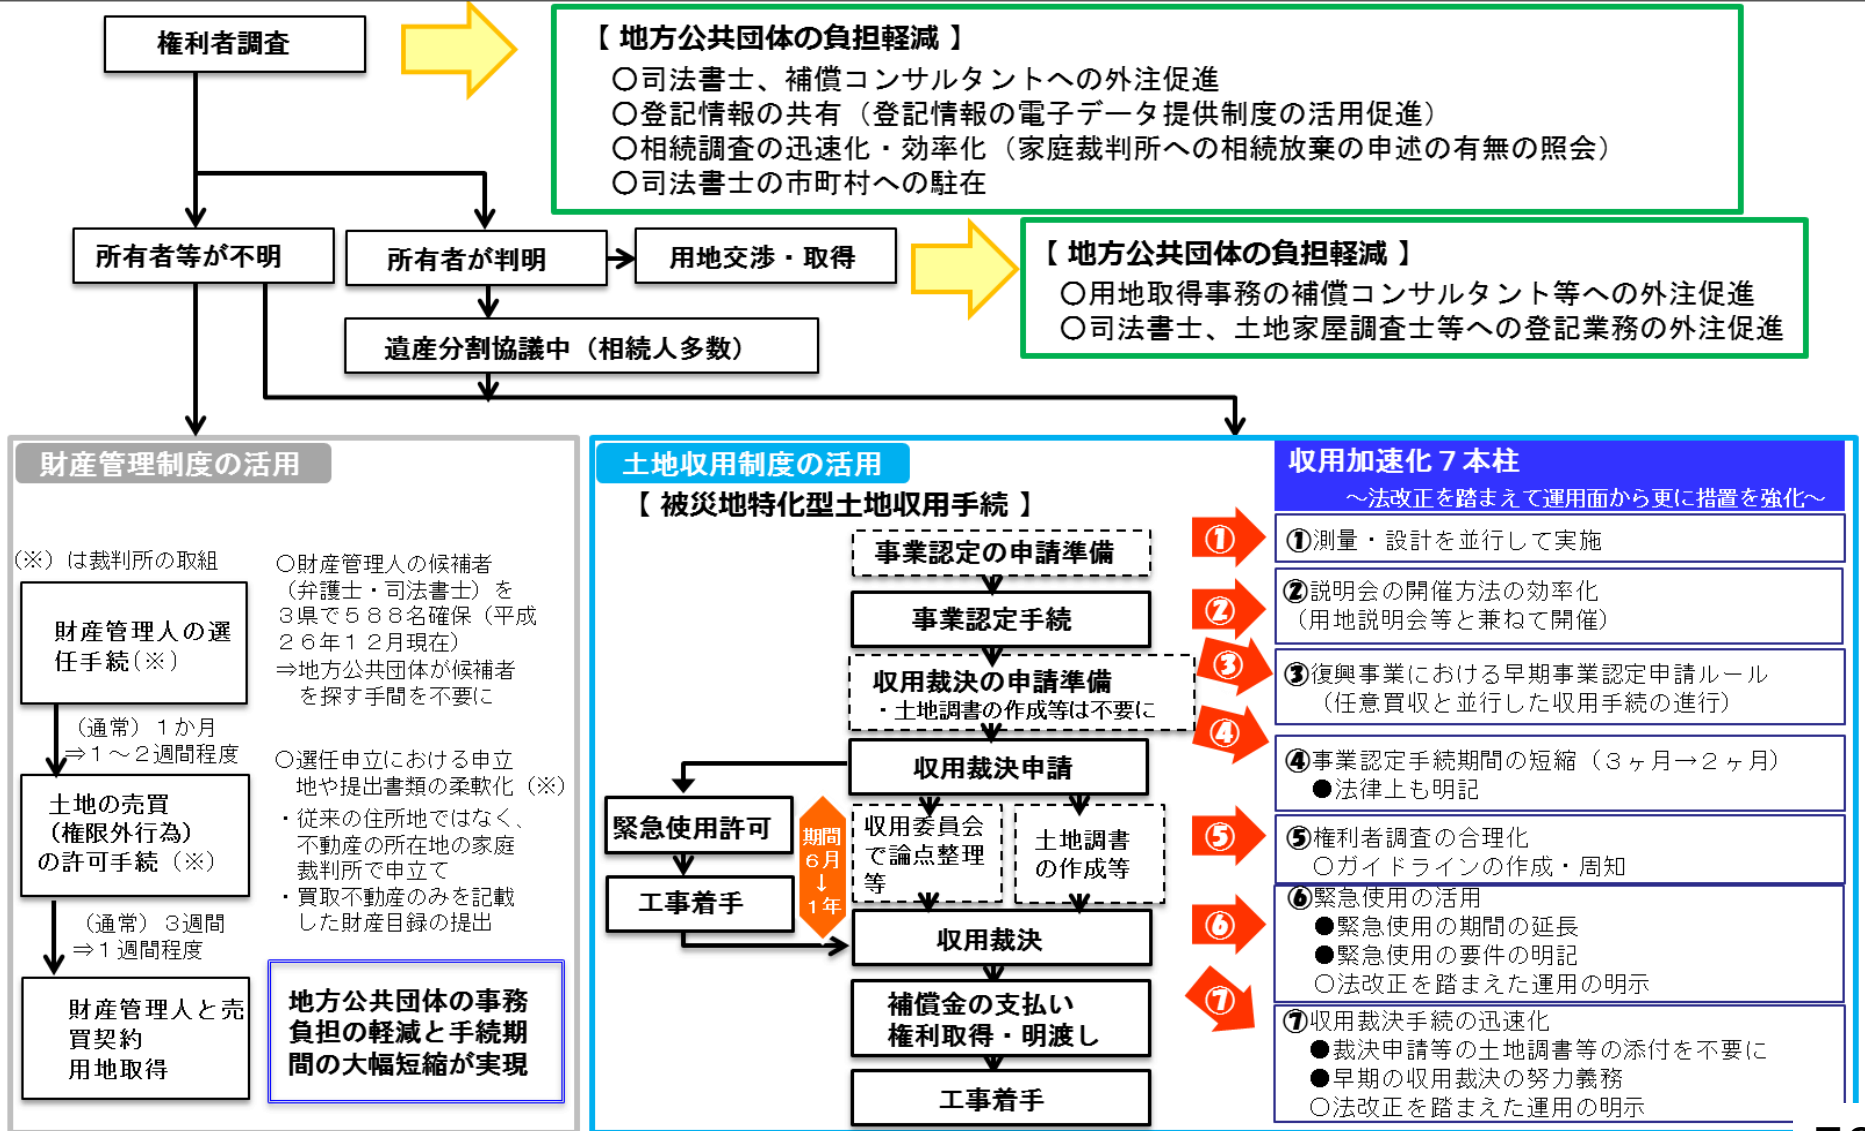 権利者調査
【 地方公共団体の負担軽減 】
○司法書士、補償コンサルタントへの外注促進
○登記情報の共有（登記情報の電子データ提供制度の活用促進）
○相続調査の迅速化・効率化（家庭裁判所への相続放棄の申述の有無の照会）
○司法書士の市町村への駐在
所有者等が不明
所有者が判明
用地交渉・取得
【 地方公共団体の負担軽減 】
○用地取得事務の補償コンサルタント等への外注促進
○司法書士、土地家屋調査士等への登記業務の外注促進
遺産分割協議中（相続人多数）
財産管理制度の活用
(※）は裁判所の取組
財産管理人の選
任手続(※）
（通常）１か月
⇒１～２週間程度
土地の売買
（権限外行為）
の許可手続（※）
（通常）３週間
⇒１週間程度
財産管理人と売
買契約
用地取得
○財産管理人の候補者
（弁護士・司法書士）を
３県で５８８名確保（平成
２６年１２月現在）
⇒地方公共団体が候補者
を探す手間を不要に
○選任申立における申立
地や提出書類の柔軟化（※）
・従来の住所地ではなく、
不動産の所在地の家庭
裁判所で申立て
・買取不動産のみを記載
した財産目録の提出
地方公共団体の事務
負担の軽減と手続期
間の大幅短縮が実現
土地収用制度の活用
【 被災地特化型土地収用手続 】
事業認定の申請準備
事業認定手続
収用裁決の申請準備
・土地調書の作成等は不要に
収用裁決申請
緊急使用許可
工事着手
期間
６月
↓
１年
収用委員会
で論点整理
等
土地調書
の作成等
収用裁決
補償金の支払い
権利取得・明渡し
工事着手
収用加速化７本柱
～法改正を踏まえて運用面から更に措置を強化～
①
①測量・設計を並行して実施
②
②説明会の開催方法の効率化
（用地説明会等と兼ねて開催）
③
③復興事業における早期事業認定申請ルール
（任意買収と並行した収用手続の進行）
④
④事業認定手続期間の短縮（３ヶ月→２ヶ月）
●法律上も明記
⑤
⑤権利者調査の合理化
○ガイドラインの作成・周知
⑥
⑥緊急使用の活用
●緊急使用の期間の延長
●緊急使用の要件の明記
○法改正を踏まえた運用の明示
⑦
⑦収用裁決手続の迅速化
●裁決申請等の土地調書等の添付を不要に
●早期の収用裁決の努力義務
○法改正を踏まえた運用の明示